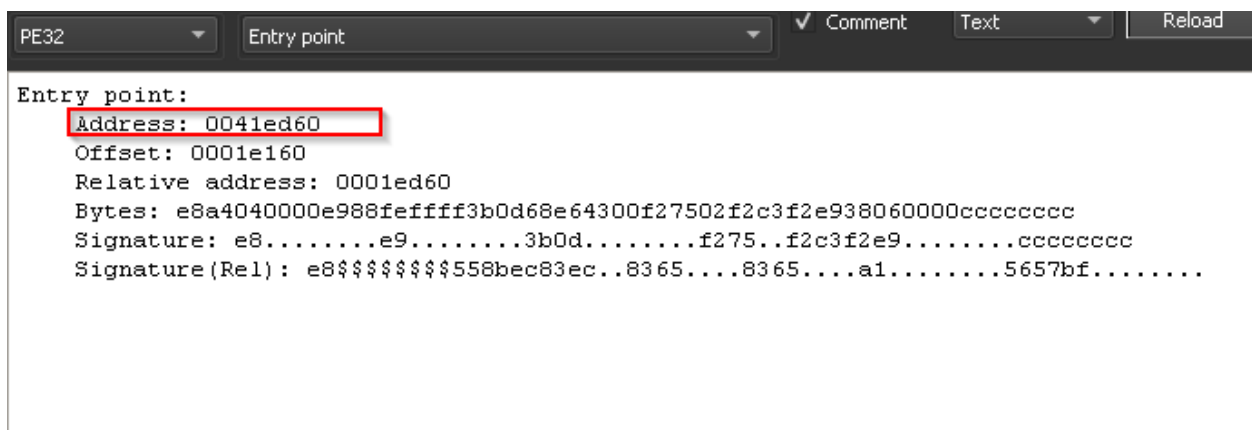 PE32 Entry point Comment Text Reload
Entry point:
Address: 0041ed60
Offset: 0001e160
Relative address: 0001ed60
Bytes: e8a4040000e988feffff3b0d68e64300f27502f2c3f2e938060000cccccccc
Signature: e8........e9........3b0d........f275..f2c3f2e9........cccccccc
Signature(Rel): e8$$$$$$$$558bec83ec..8365....8365....a1........5657bf........